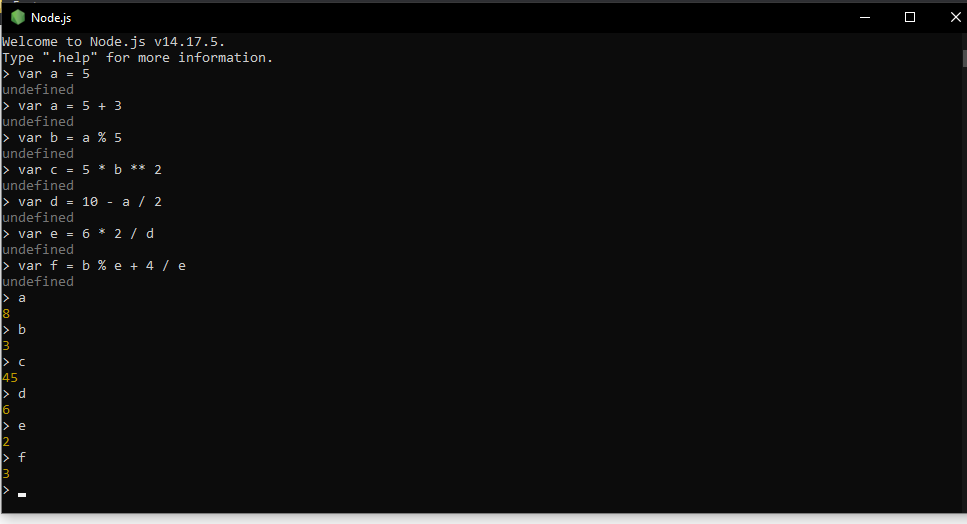 Node.js
Welcome to Node.js v14.17.5.
Type ".help" for more information.
> var a = 5
undefined
> var a = 5 + 3
undefined
> var b = a % 5
undefined
> var c = 5 * b ** 2
undefined
> var d = 10 - a / 2
undefined
> var e = 6 * 2 / d
undefined
> var f = b % e + 4 / e
undefined
> a
8
> b
3
> c
45
> d
6
> e
2
> f
3
>